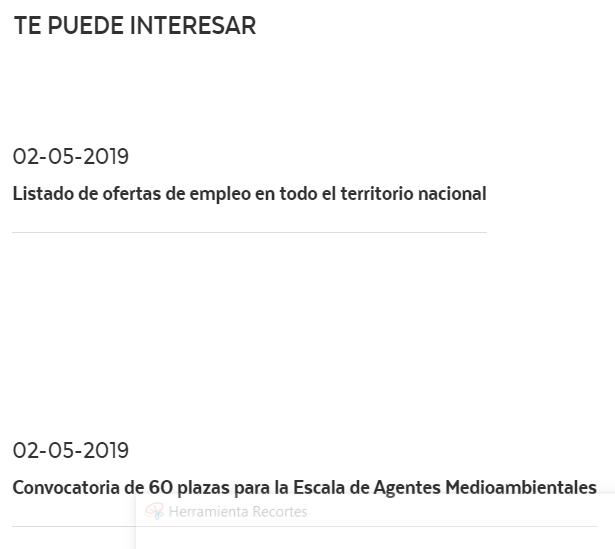 TE PUEDE INTERESAR
02-05-2019
Listado de ofertas de empleo en todo el territorio nacional
02-05-2019
Convocatoria de 60 plazas para la Escala de Agentes Medioambientales
Herramienta Recortes